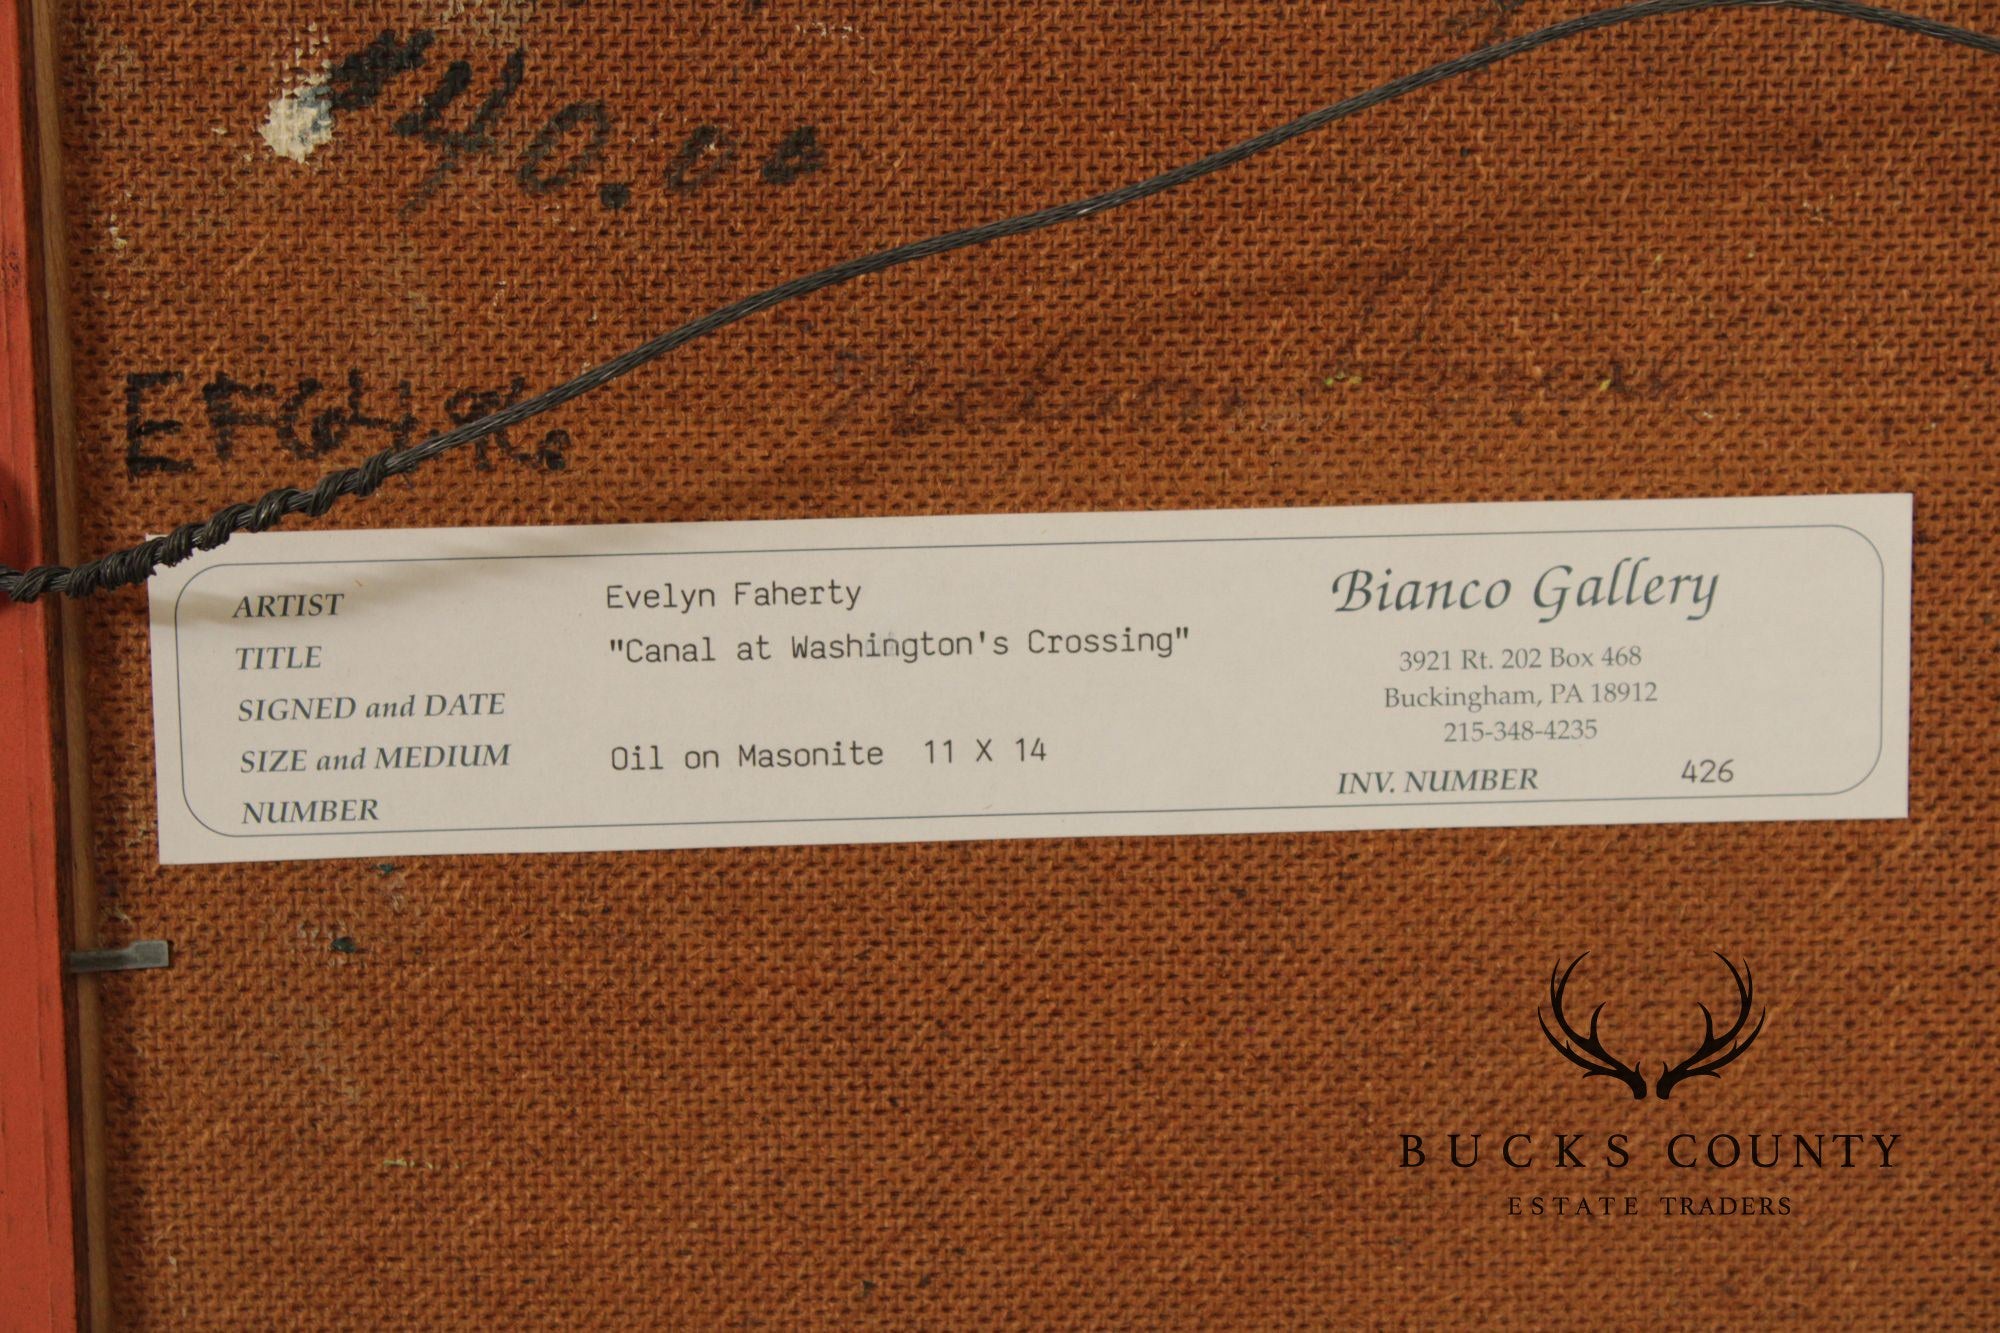 $40.00
ARTIST Evelyn Faherty
TITLE "Canal at Washington's Crossing"
SIGNED and DATE
SIZE and MEDIUM Oil on Masonite 11 X 14
NUMBER
Bianco Gallery
3921 Rt. 202 Box 468
Buckingham, PA 18912
215-348-4235
INV. NUMBER 426
BUCKS COUNTY
ESTATE TRADERS